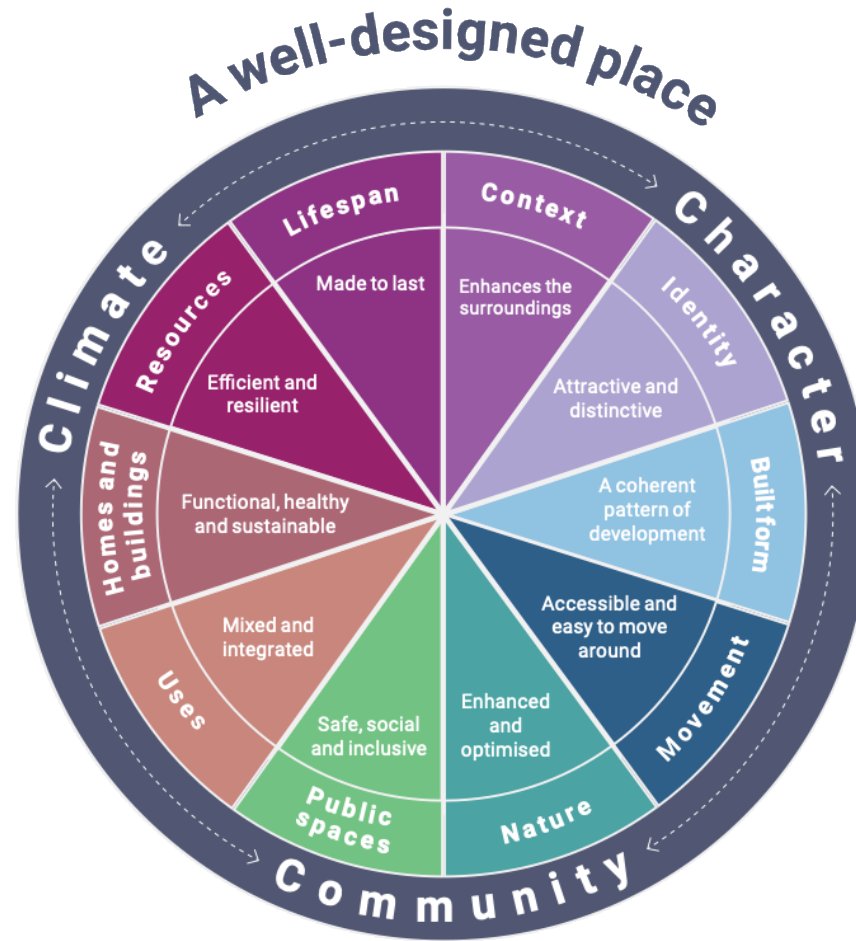 A well-designed place
Climate
Character
Community
Context
Enhances the
surroundings
Identity
Attractive and
distinctive
Built form
A coherent
pattern of
development
Movement
Accessible and
easy to move
around
Nature
Enhanced
and
optimised
Public
spaces
Safe, social
and inclusive
Uses
Mixed and
integrated
Homes and
buildings
Functional, healthy
and sustainable
Resources
Efficient and
resilient
Lifespan
Made to last